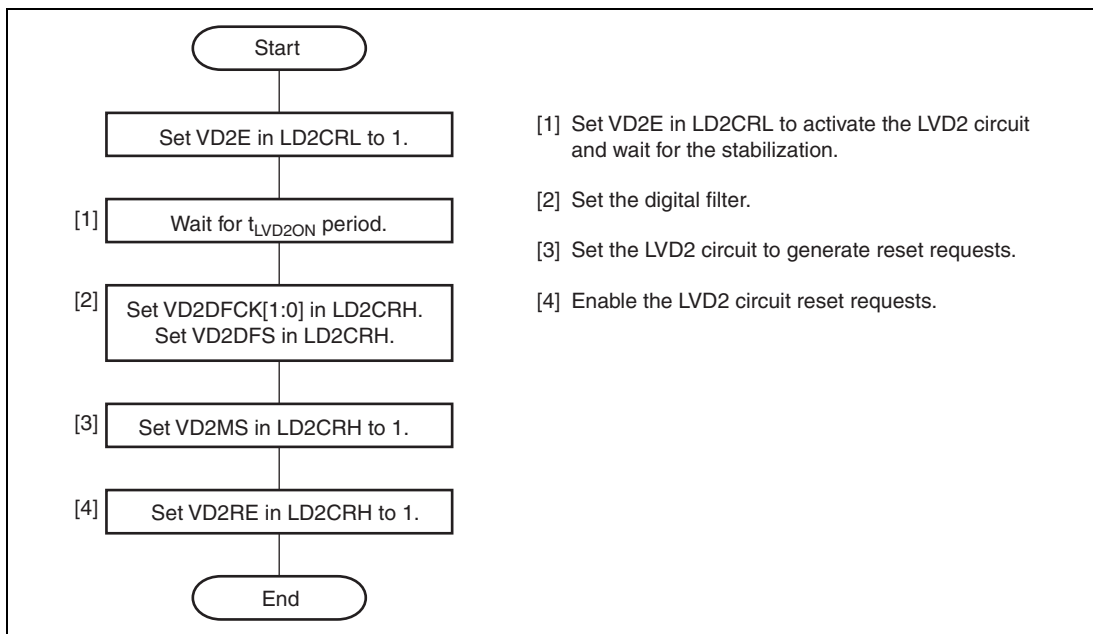 Start
Set VD2E in LD2CRL to 1.
[1] Wait for tLVD2ON period.
[2] Set VD2DFCK[1:0] in LD2CRH.
Set VD2DFS in LD2CRH.
[3] Set VD2MS in LD2CRH to 1.
[4] Set VD2RE in LD2CRH to 1.
End
[1] Set VD2E in LD2CRL to activate the LVD2 circuit
and wait for the stabilization.
[2] Set the digital filter.
[3] Set the LVD2 circuit to generate reset requests.
[4] Enable the LVD2 circuit reset requests.